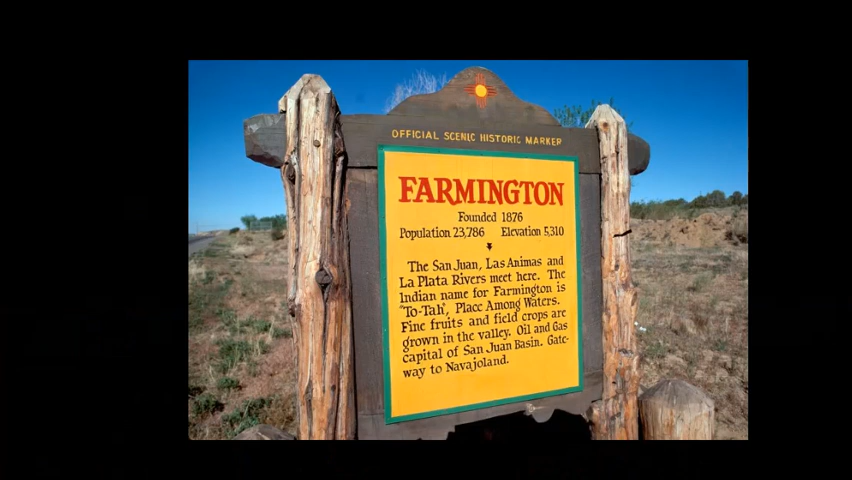 OFFICIAL SCENIC HISTORIC MARKER
FARMINGTON
Founded 1876
Population 23,786 Elevation 5,310
The San Juan, Las Animas and
La Plata Rivers meet here. The
Indian name for Farmington is
"To-Tah", Place Among Waters.
Fine fruits and field crops are
grown in the valley. Oil and Gas
capital of San Juan Basin. Gate-
way to Navajoland.